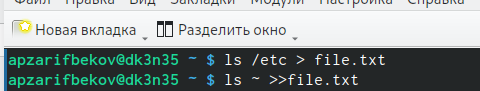 Файл Правка Вид Закладки Модули Настройка Справка
Новая вкладка Разделить окно
apzarifbekov@dk3n35 ~ $ ls /etc > file.txt
apzarifbekov@dk3n35 ~ $ ls ~ >>file.txt